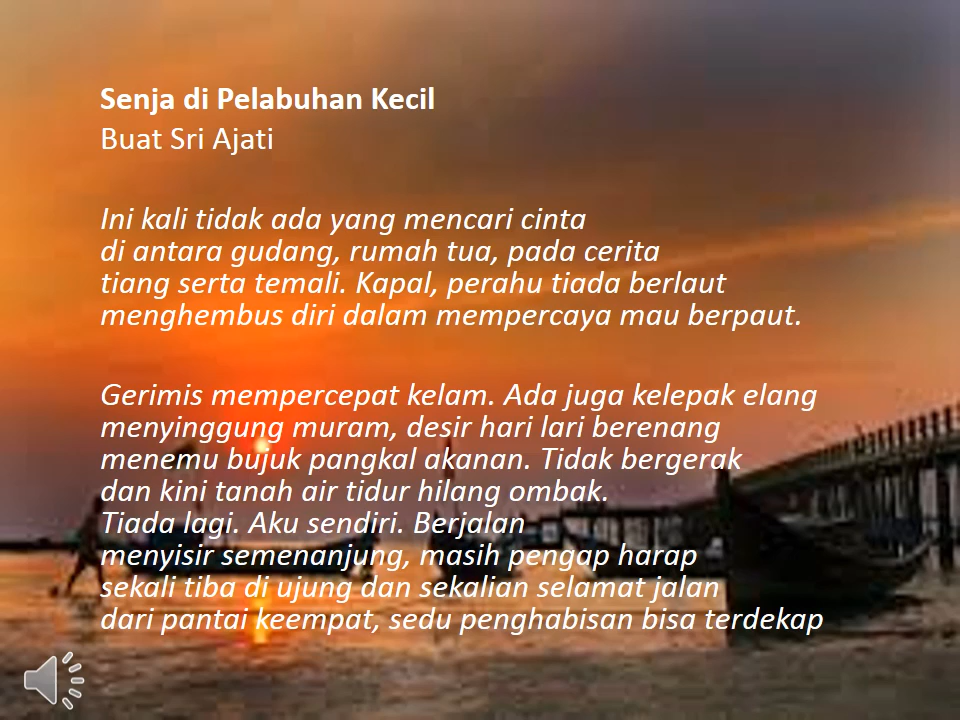 Senja di Pelabuhan Kecil
Buat Sri Ajati
Ini kali tidak ada yang mencari cinta
di antara gudang, rumah tua, pada cerita
tiang serta temali. Kapal, perahu tiada berlaut
menghembus diri dalam mempercaya mau berpaut.
Gerimis mempercepat kelam. Ada juga kelepak elang
menyinggung muram, desir hari lari berenang
menemu bujuk pangkal akanan. Tidak bergerak
dan kini tanah air tidur hilang ombak.
Tiada lagi. Aku sendiri. Berjalan
menyisir semenanjung, masih pengap harap
sekali tiba di ujung dan sekalian selamat jalan
dari pantai keempat, sedu penghabisan bisa terdekap